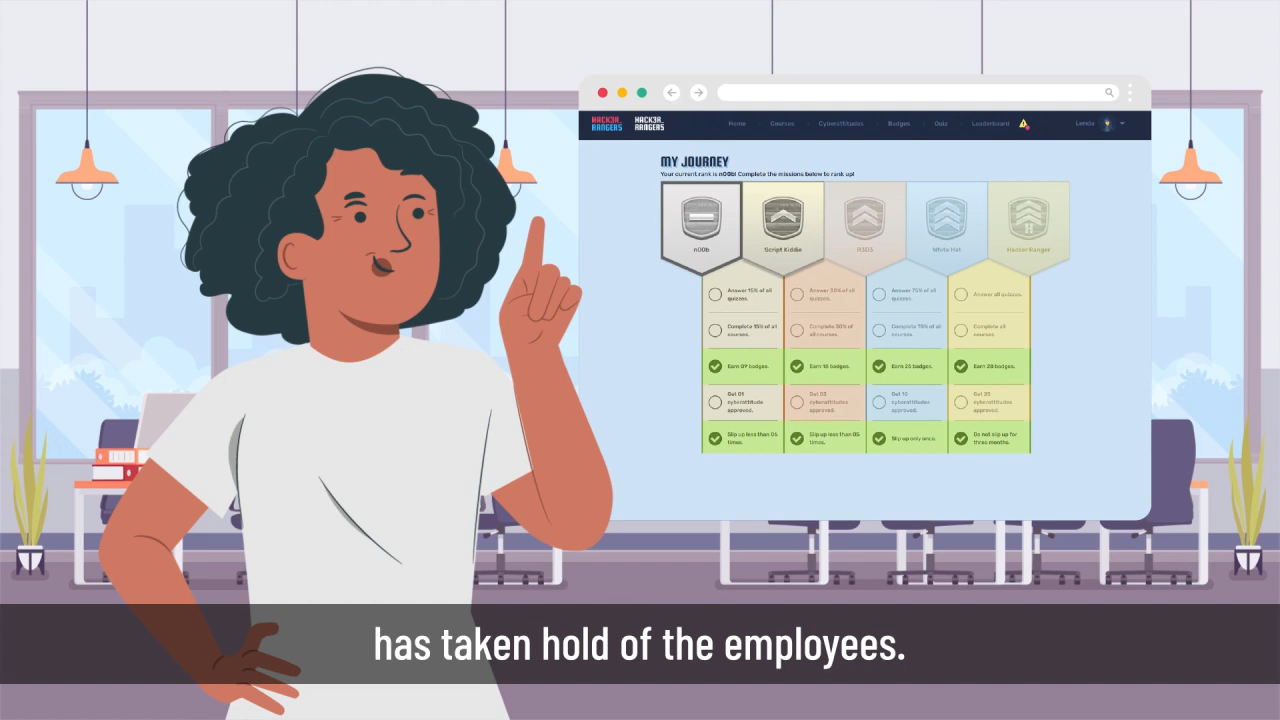 HACK3R_
RANGERS
HACK3R_
RANGERS
Home
Courses
Cyberattitudes
Badges
Quiz
Leaderboard
MY JOURNEY
Your current rank is n00b! Complete the missions below to rank up!
n00b
Script Kiddie
White Hat
Hacker Ranger
Answer 15% of all
quizzes.
Answer 50% of all
quizzes.
Answer 75% of all
quizzes.
Answer all quizzes.
Complete 15% of all
courses.
Complete 50% of
all courses.
Complete 75% of all
courses.
Complete all
courses.
Earn 07 badges.
Earn 15 badges.
Earn 23 badges.
Earn 28 badges.
Get 01
cyberattitude
approved.
Get 03
cyberattitudes
approved.
Get 10
cyberattitudes
approved.
Get 20
cyberattitudes
approved.
Slip up less than 06
times.
Slip up less than 05
times.
Slip up only once.
Do not slip up for
three months.
has taken hold of the employees.